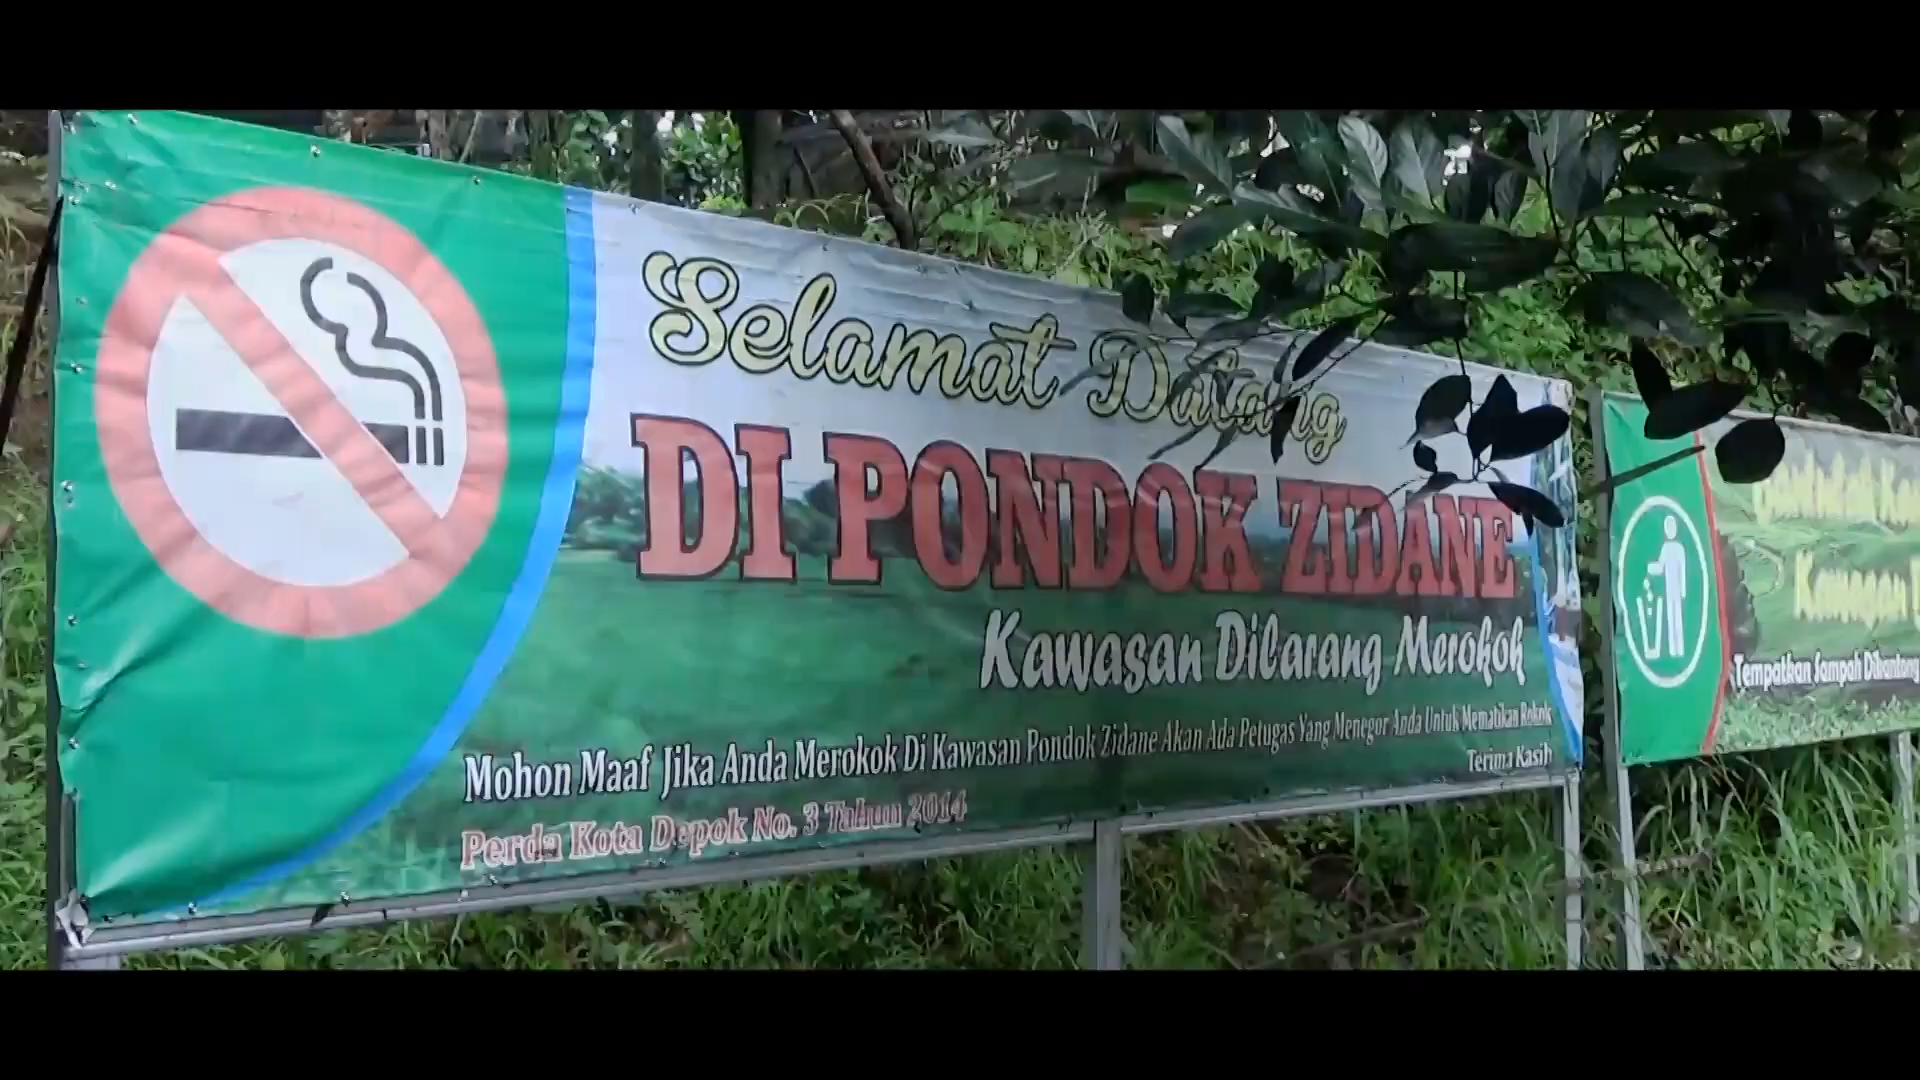 Selamat Datang
DI PONDOK ZIDANE
Kawasan Dilarang Merokok
Mohon Maaf Jika Anda Merokok Di Kawasan Pondok Zidane Akan Ada Petugas Yang Menegor Anda Untuk Mematikan Rokok
Terima Kasih
Perda Kota Depok No. 3 Tahun 2014
Kawasan
Tempatkan Sampah Dikantong